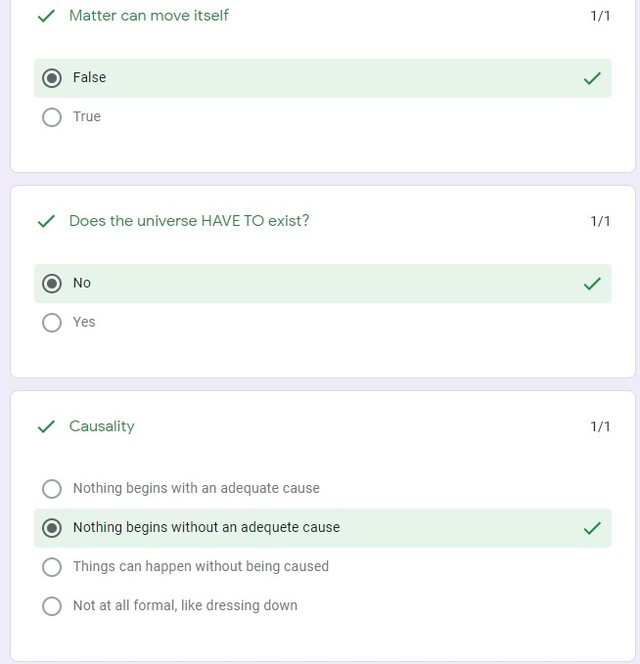 Matter can move itself 1/1
False
True
Does the universe HAVE TO exist? 1/1
No
Yes
Causality 1/1
Nothing begins with an adequate cause
Nothing begins without an adequete cause
Things can happen without being caused
Not at all formal, like dressing down